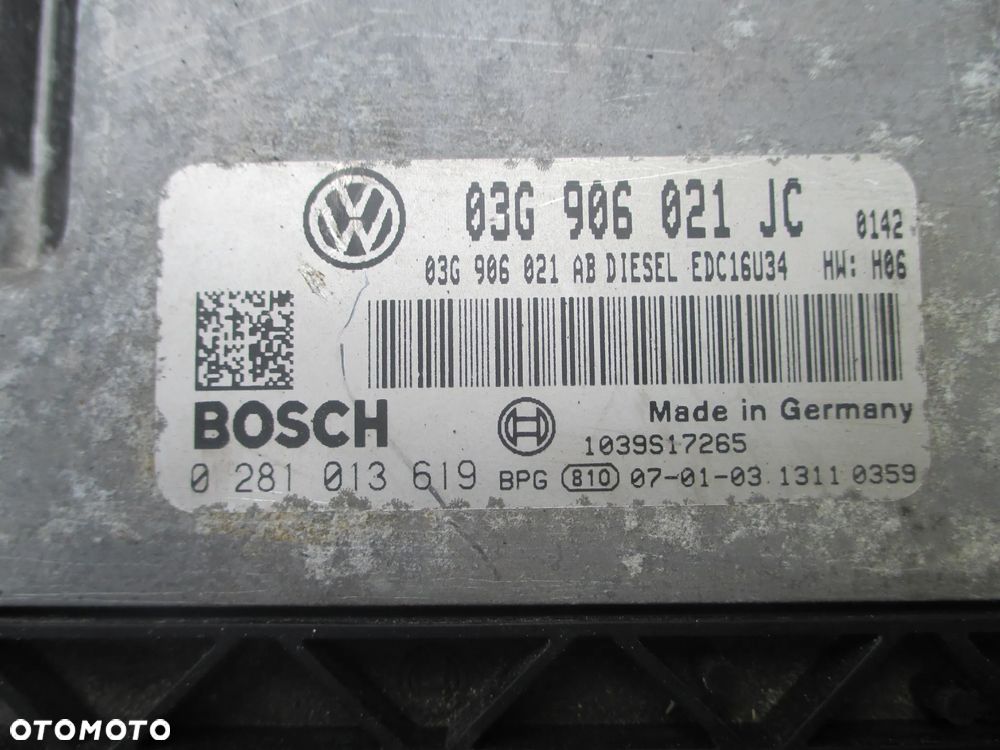 03G 906 021 JC 0142
03G 906 021 AB DIESEL EDC16U34 HW: H06
BOSCH
Made in Germany
1039S17265
0 281 013 619 BPG 810 07-01-03 1311 0359
OTOMOTO